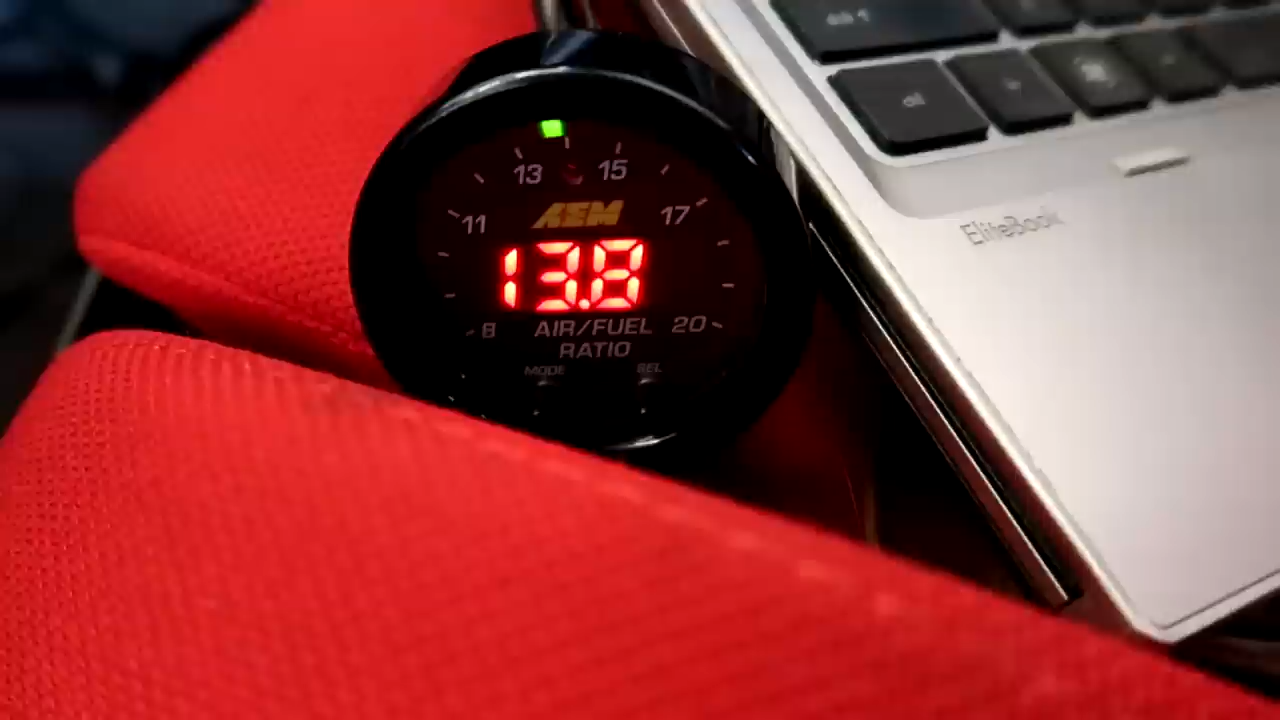 13 15
11 17
AEM
13.8
8 AIR/FUEL 20
RATIO
MODE SEL
alt
EliteBook